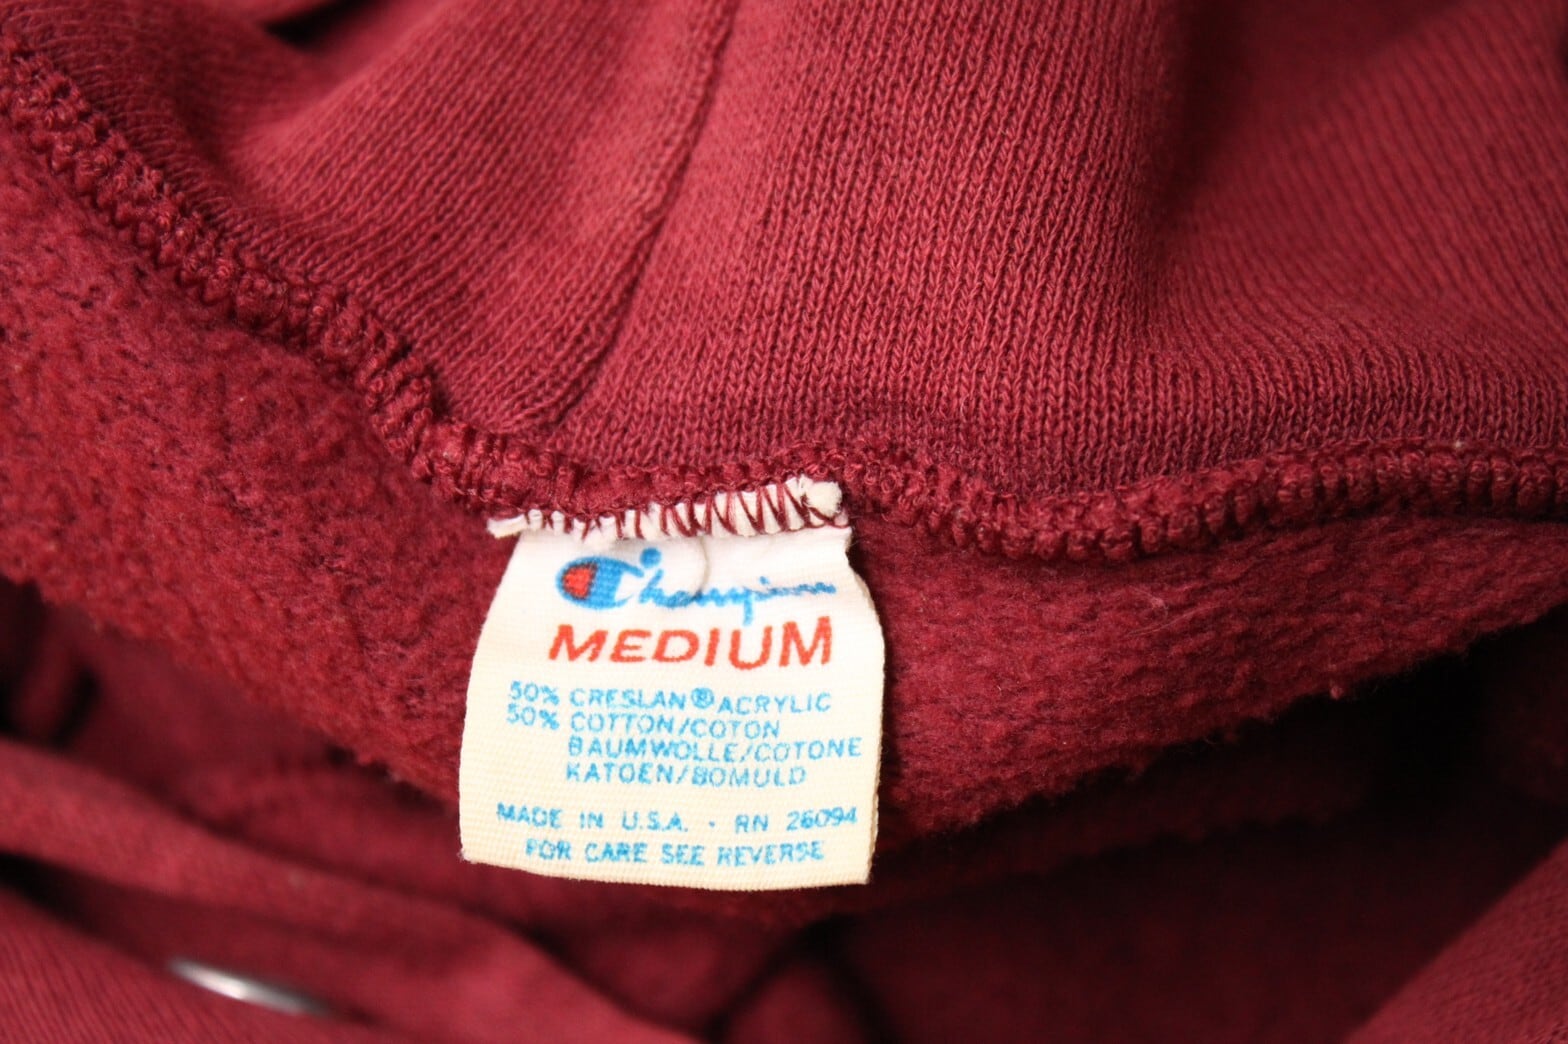 Champion
MEDIUM
50% CRESLAN® ACRYLIC
50% COTTON/COTON
BAUMWOLLE/COTONE
KATOEN/BOMULD
MADE IN U.S.A. - RN 26094
FOR CARE SEE REVERSE